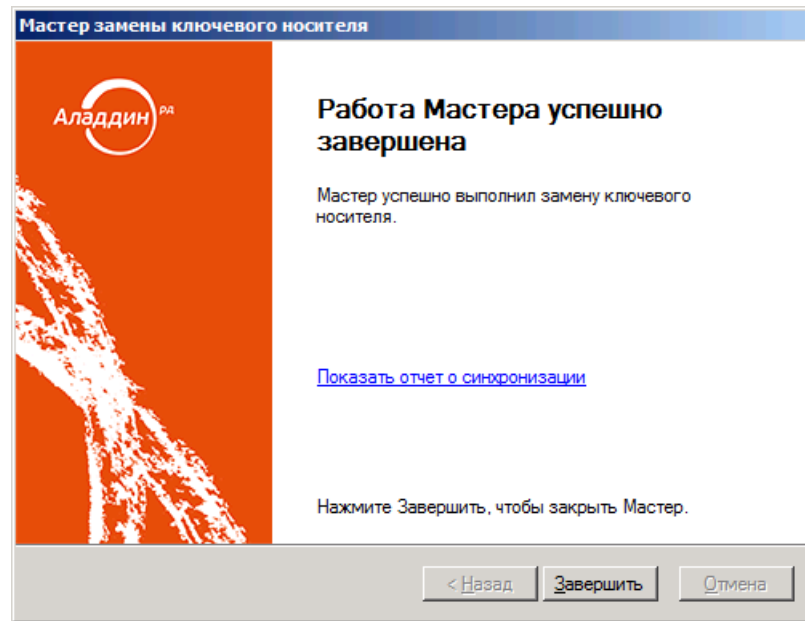 Мастер замены ключевого носителя
Аладдин РД
Работа Мастера успешно
завершена
Мастер успешно выполнил замену ключевого
носителя.
Показать отчет о синхронизации
Нажмите Завершить, чтобы закрыть Мастер.
< Назад Завершить Отмена